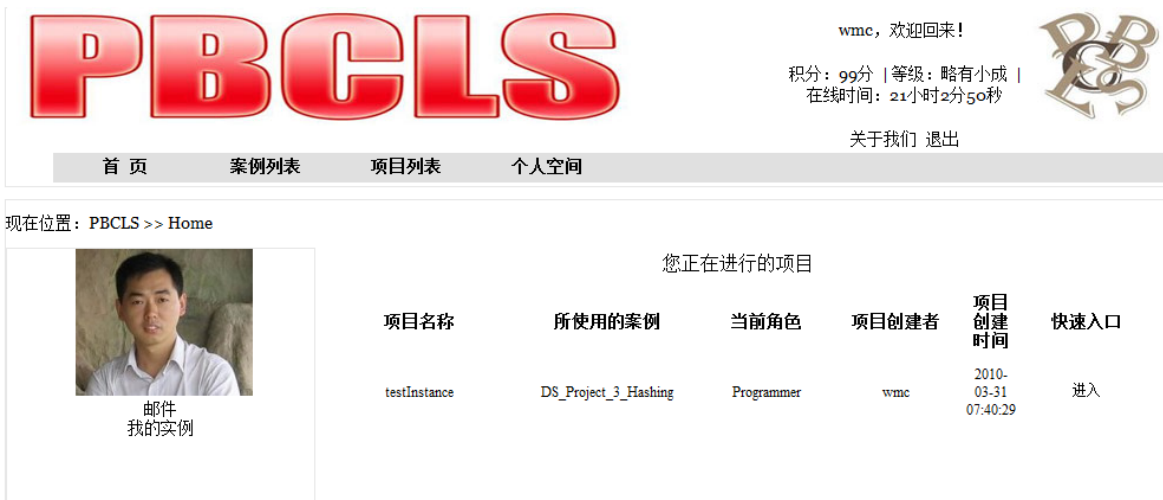 PBCLS
wmc，欢迎回来！
积分：99分 | 等级：略有小成 |
在线时间：21小时2分50秒
关于我们 退出
首 页 案例列表 项目列表 个人空间
现在位置：PBCLS >> Home
邮件
我的实例
您正在进行的项目
项目名称 所使用的案例 当前角色 项目创建者 项目
创建
时间 快速入口
testInstance DS_Project_3_Hashing Programmer wmc 2010-
03-31
07:40:29 进入